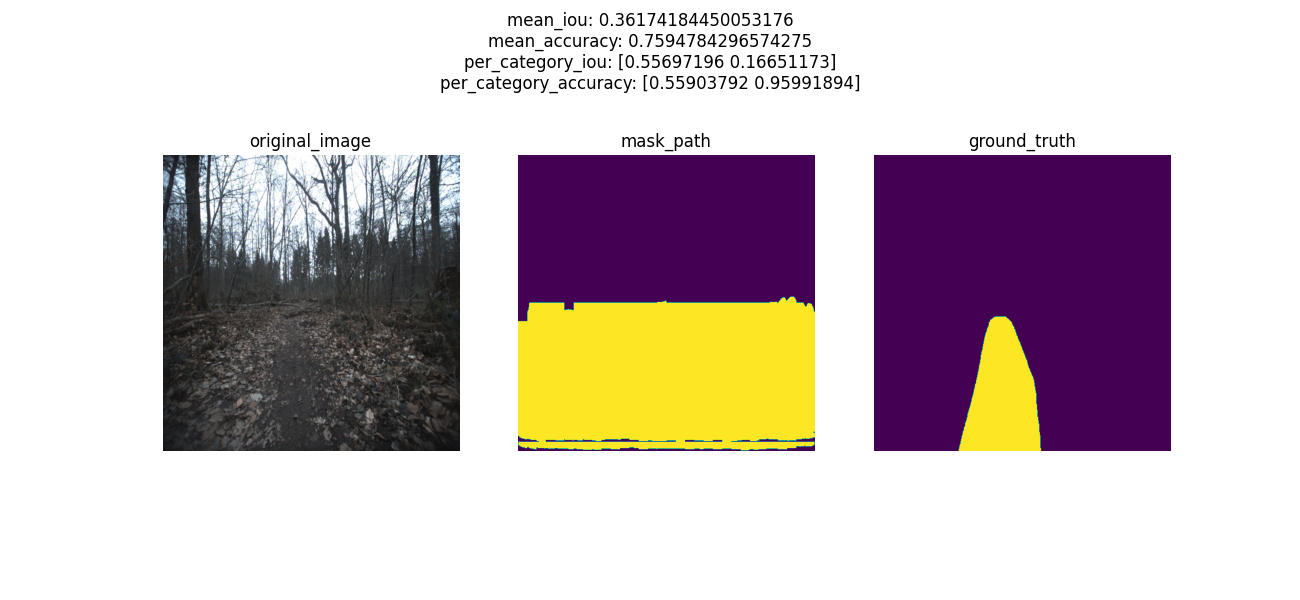 mean_iou: 0.36174184450053176
mean_accuracy: 0.7594784296574275
per_category_iou: [0.55697196 0.16651173]
per_category_accuracy: [0.55903792 0.95991894]
original_image
mask_path
ground_truth